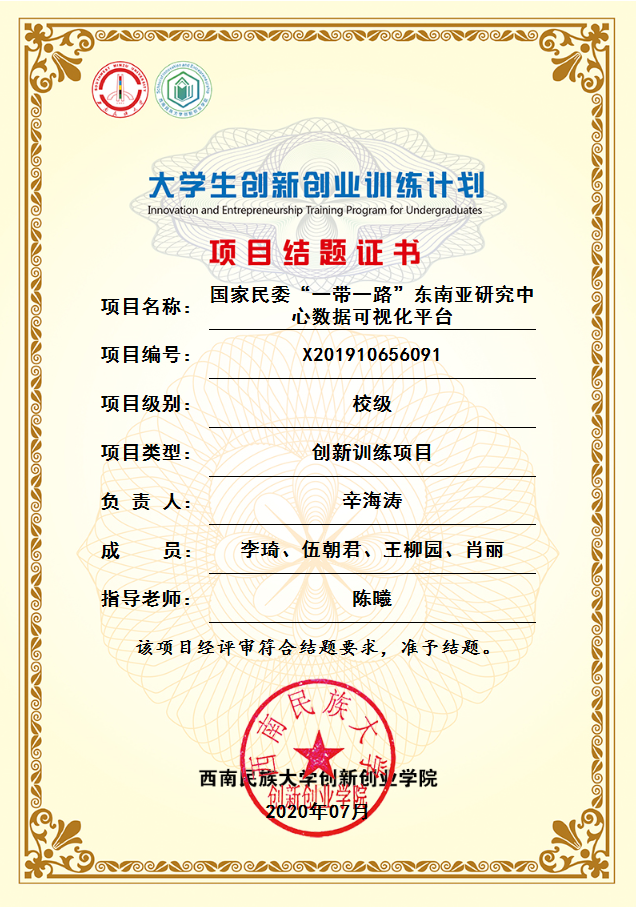 大学生创新创业训练计划
Innovation and Entrepreneurship Training Program for Undergraduates
项目结题证书
项目名称： 国家民委“一带一路”东南亚研究中
心数据可视化平台
项目编号： X201910656091
项目级别： 校级
项目类型： 创新训练项目
负 责 人： 辛海涛
成 员： 李琦、伍朝君、王柳园、肖丽
指导老师： 陈曦
该项目经评审符合结题要求，准予结题。
西南民族大学
西南民族大学创新创业学院
创新创业学院
2020年07月